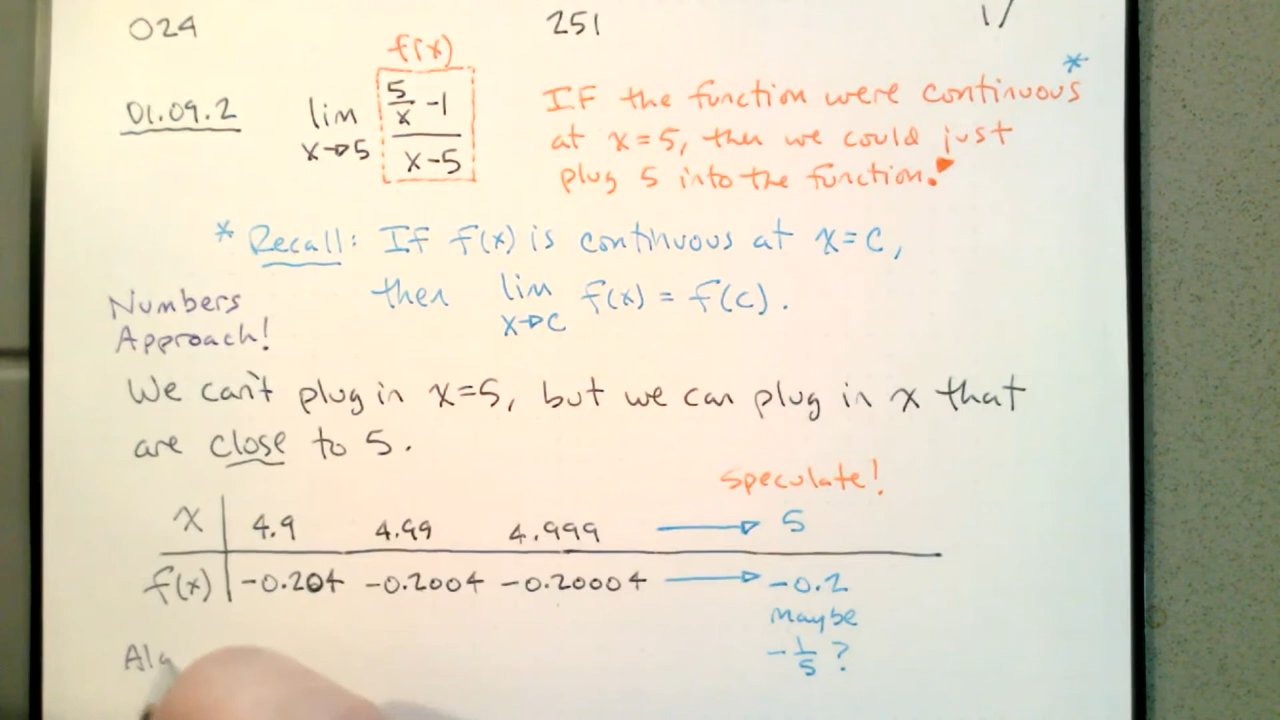 024 251 1/
f(x)
01.09.2 lim x→5 (5/x - 1)/(x-5)
IF the function were continuous*
at x=5, then we could just
plug 5 into the function.
* Recall: If f(x) is continuous at x=c,
then lim x→c f(x) = f(c).
Numbers
Approach!
We can't plug in x=5, but we can plug in x that
are close to 5.
speculate!
x 4.9 4.99 4.999 → 5
f(x) -0.204 -0.2004 -0.20004 → -0.2
Maybe
-1/5 ?
Alg